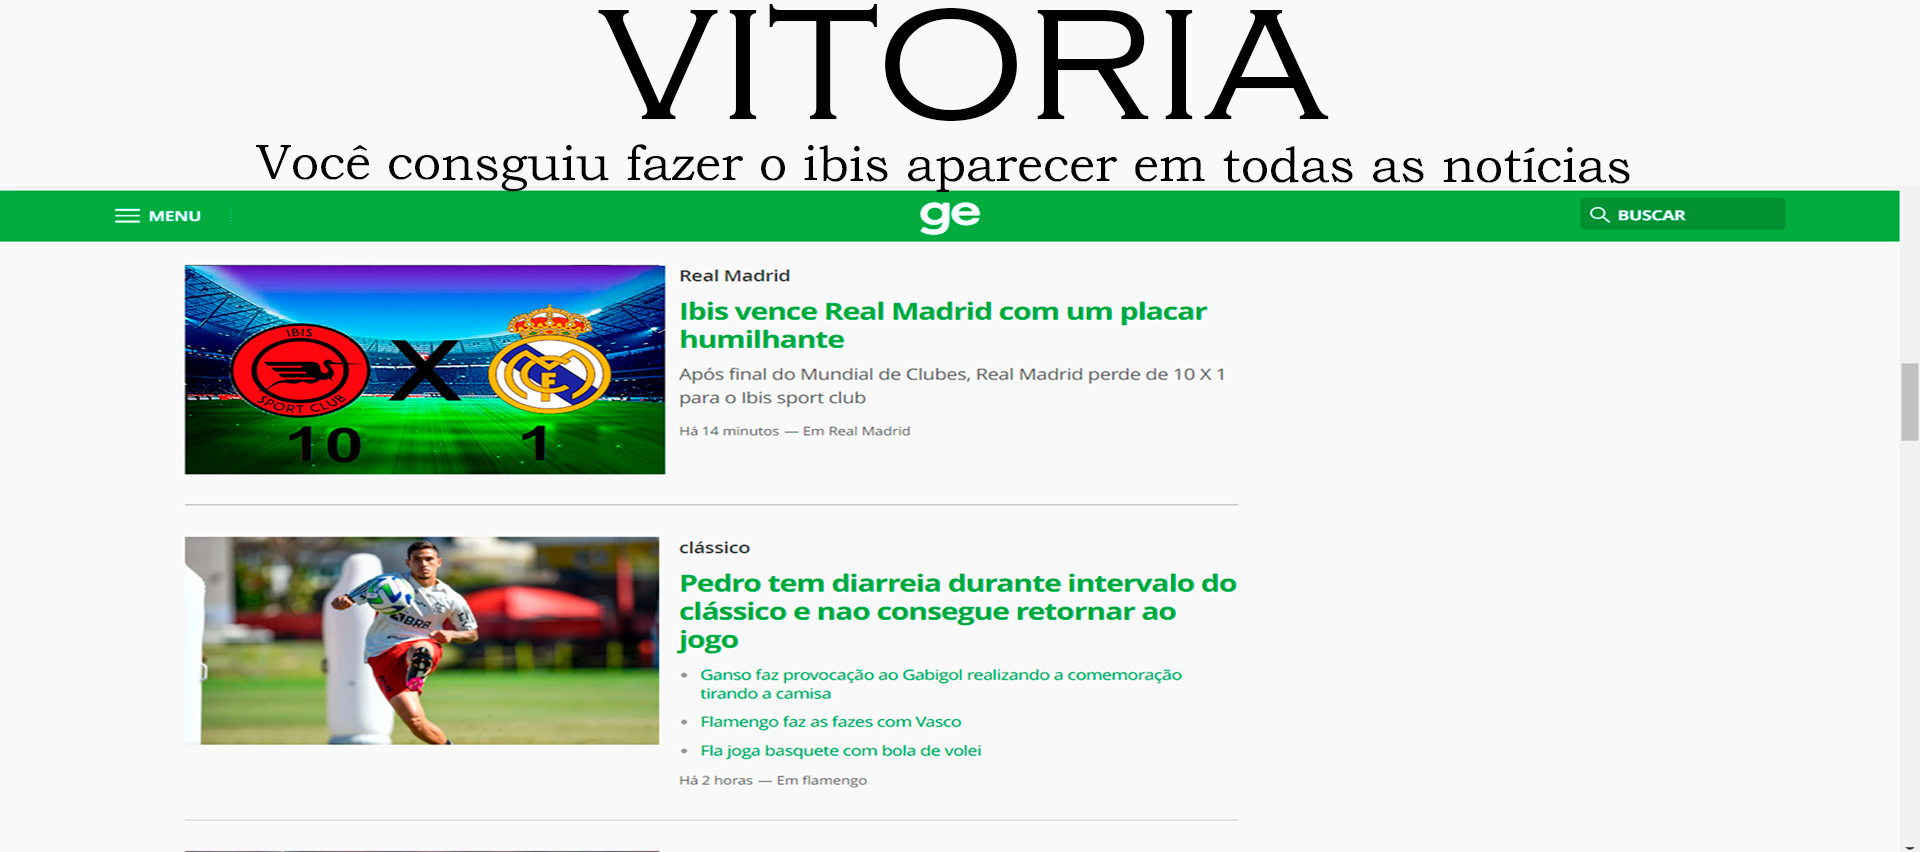 VITORIA
Você consguiu fazer o ibis aparecer em todas as notícias
MENU
ge
BUSCAR
IBIS
SPORT CLUB
X
10
1
Real Madrid
Ibis vence Real Madrid com um placar
humilhante
Após final do Mundial de Clubes, Real Madrid perde de 10 X 1
para o Ibis sport club
Há 14 minutos — Em Real Madrid
BRB
clássico
Pedro tem diarreia durante intervalo do
clássico e nao consegue retornar ao
jogo
Ganso faz provocação ao Gabigol realizando a comemoração
tirando a camisa
Flamengo faz as fazes com Vasco
Fla joga basquete com bola de volei
Há 2 horas — Em flamengo